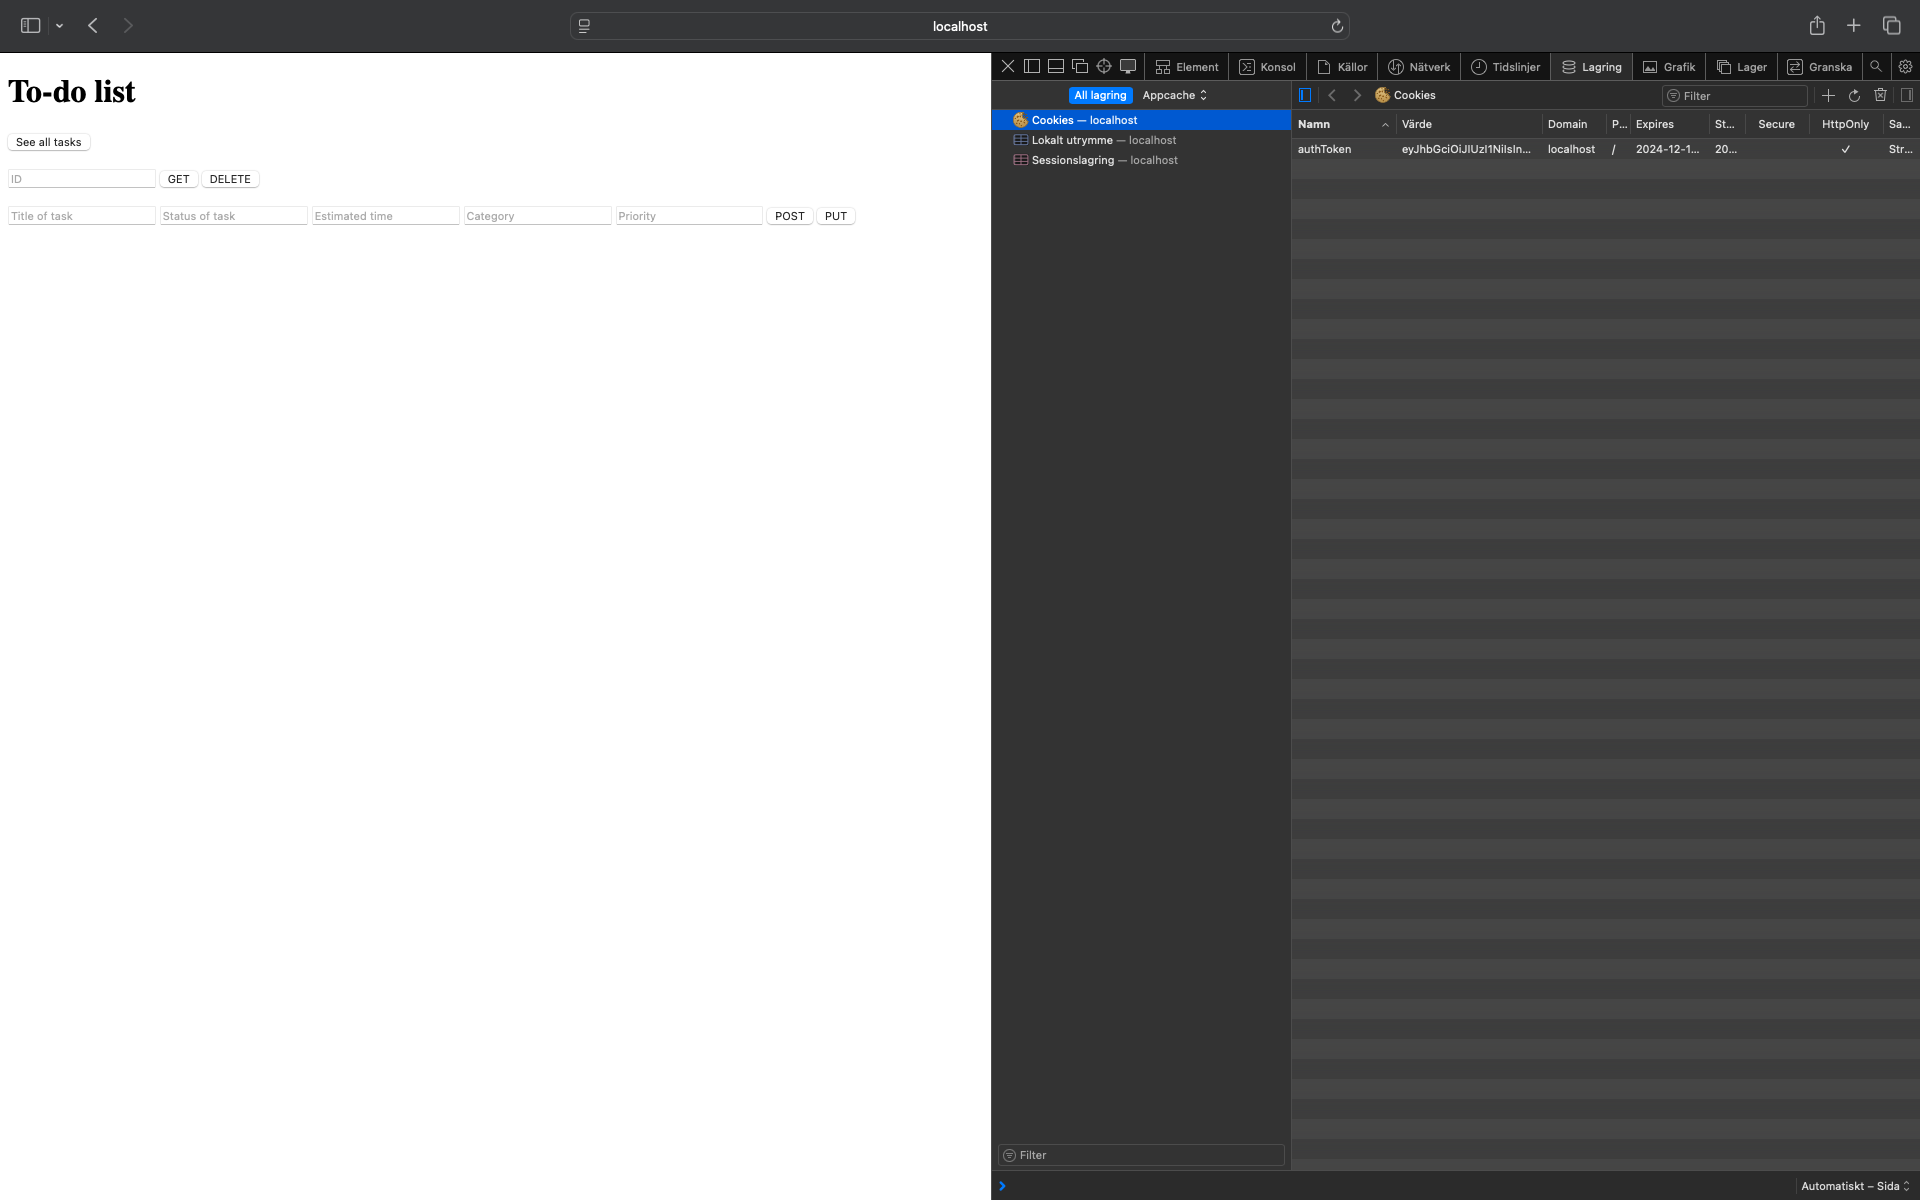 localhost
To-do list
See all tasks
ID GET DELETE
Title of task Status of task Estimated time Category Priority POST PUT
Element Konsol Källor Nätverk Tidslinjer Lagring Grafik Lager Granska
All lagring Appcache
Cookies — localhost
Lokalt utrymme — localhost
Sessionslagring — localhost
Filter
Cookies Filter
Namn Värde Domain P... Expires St... Secure HttpOnly Sa...
authToken eyJhbGciOiJIUzI1NiIsIn... localhost / 2024-12-1... 20... ✓ Str...
Automatiskt – Sida